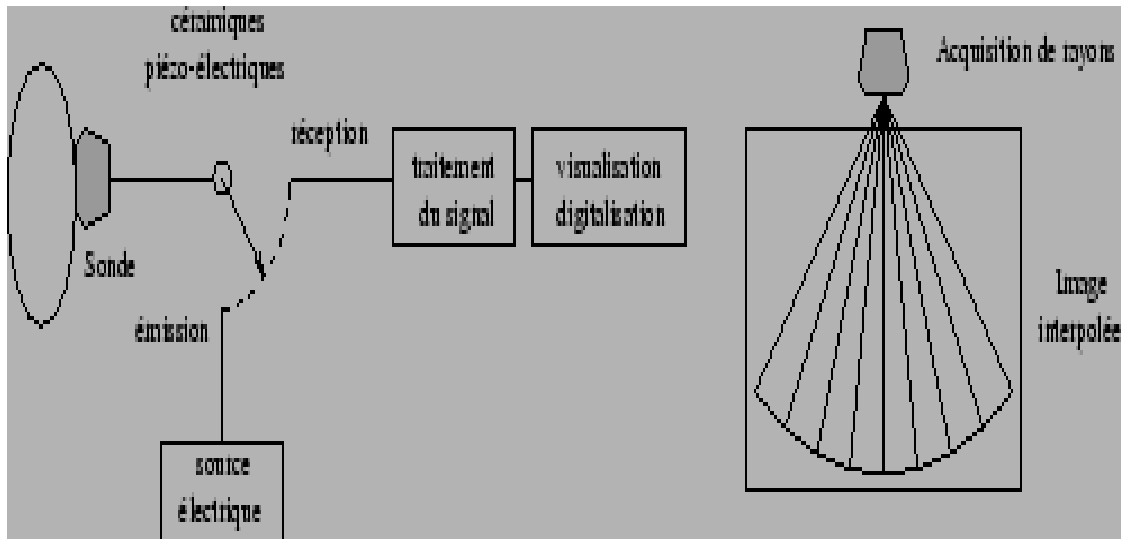 céramiques
piézo-électriques
réception
traitement
du signal
visualisation
digitalisation
Sonde
émission
source
électrique
Acquisition de rayons
Image
interpolée